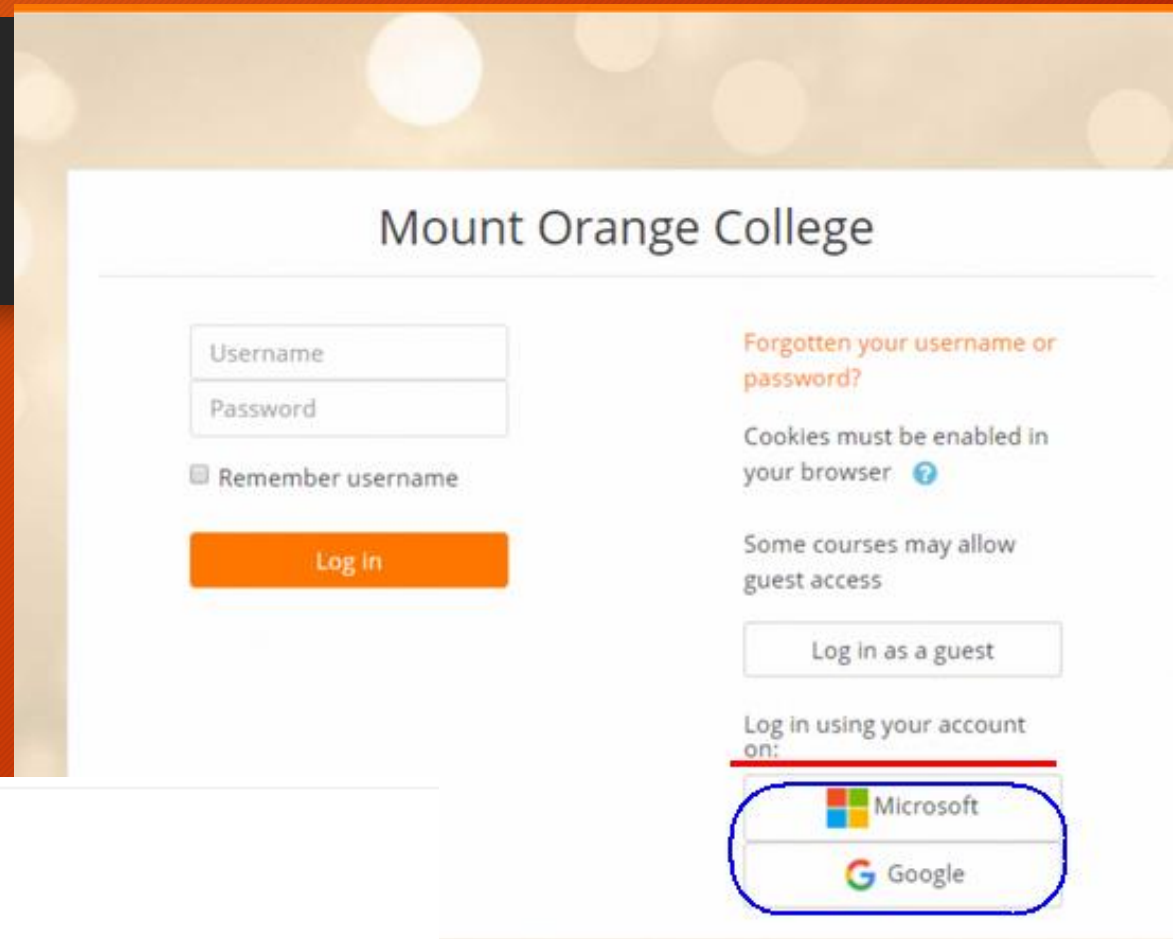 Mount Orange College
Username
Password
Remember username
Log in
Forgotten your username or
password?
Cookies must be enabled in
your browser ?
Some courses may allow
guest access
Log in as a guest
Log in using your account
on:
Microsoft
Google